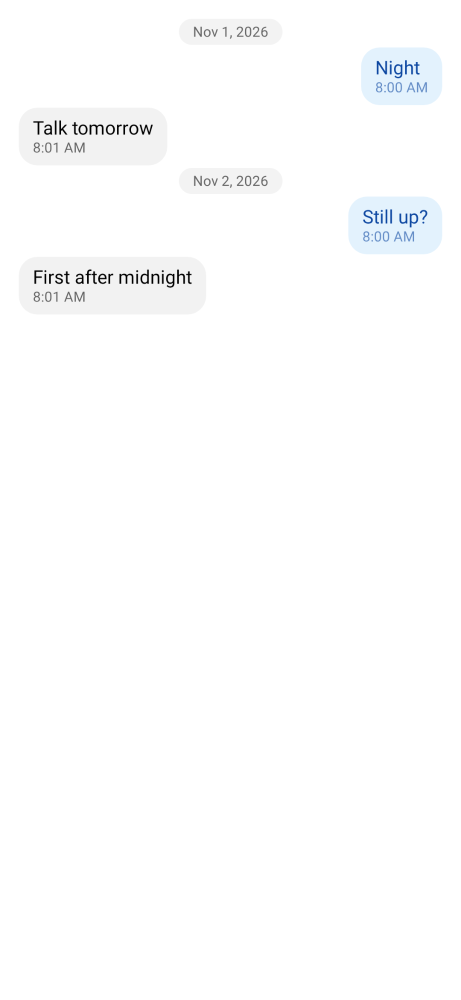 Nov 1, 2026
Night
8:00 AM
Talk tomorrow
8:01 AM
Nov 2, 2026
Still up?
8:00 AM
First after midnight
8:01 AM